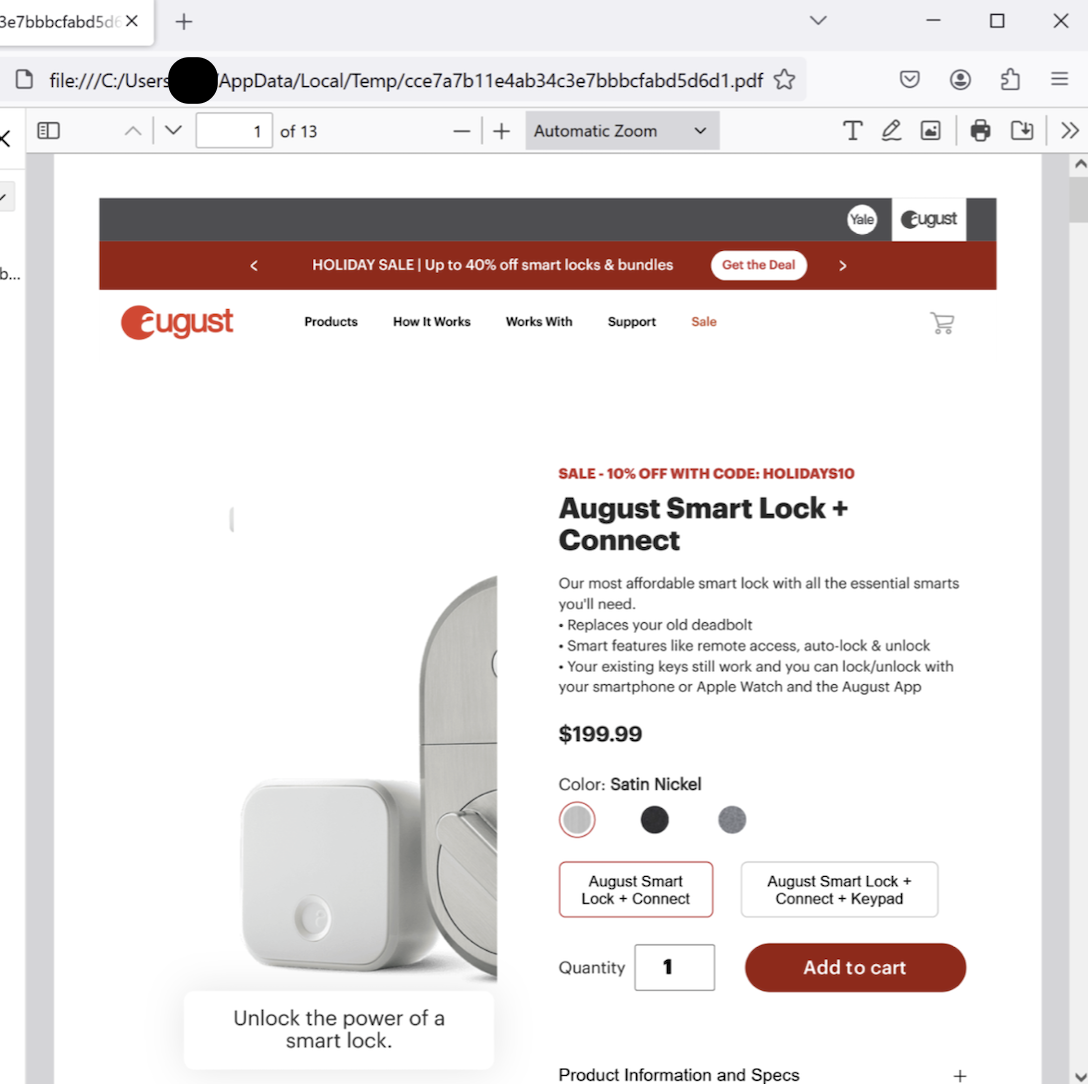 3e7bbbcfabd5d6
file:///C:/Users /AppData/Local/Temp/cce7a7b11e4ab34c3e7bbbcfabd5d6d1.pdf
1 of 13
Automatic Zoom
b...
Yale august
HOLIDAY SALE | Up to 40% off smart locks & bundles Get the Deal
august Products How It Works Works With Support Sale
SALE - 10% OFF WITH CODE: HOLIDAYS10
August Smart Lock +
Connect
Our most affordable smart lock with all the essential smarts
you'll need.
• Replaces your old deadbolt
• Smart features like remote access, auto-lock & unlock
• Your existing keys still work and you can lock/unlock with
your smartphone or Apple Watch and the August App
$199.99
Color: Satin Nickel
August Smart
Lock + Connect
August Smart Lock +
Connect + Keypad
Quantity 1 Add to cart
Unlock the power of a
smart lock.
Product Information and Specs +